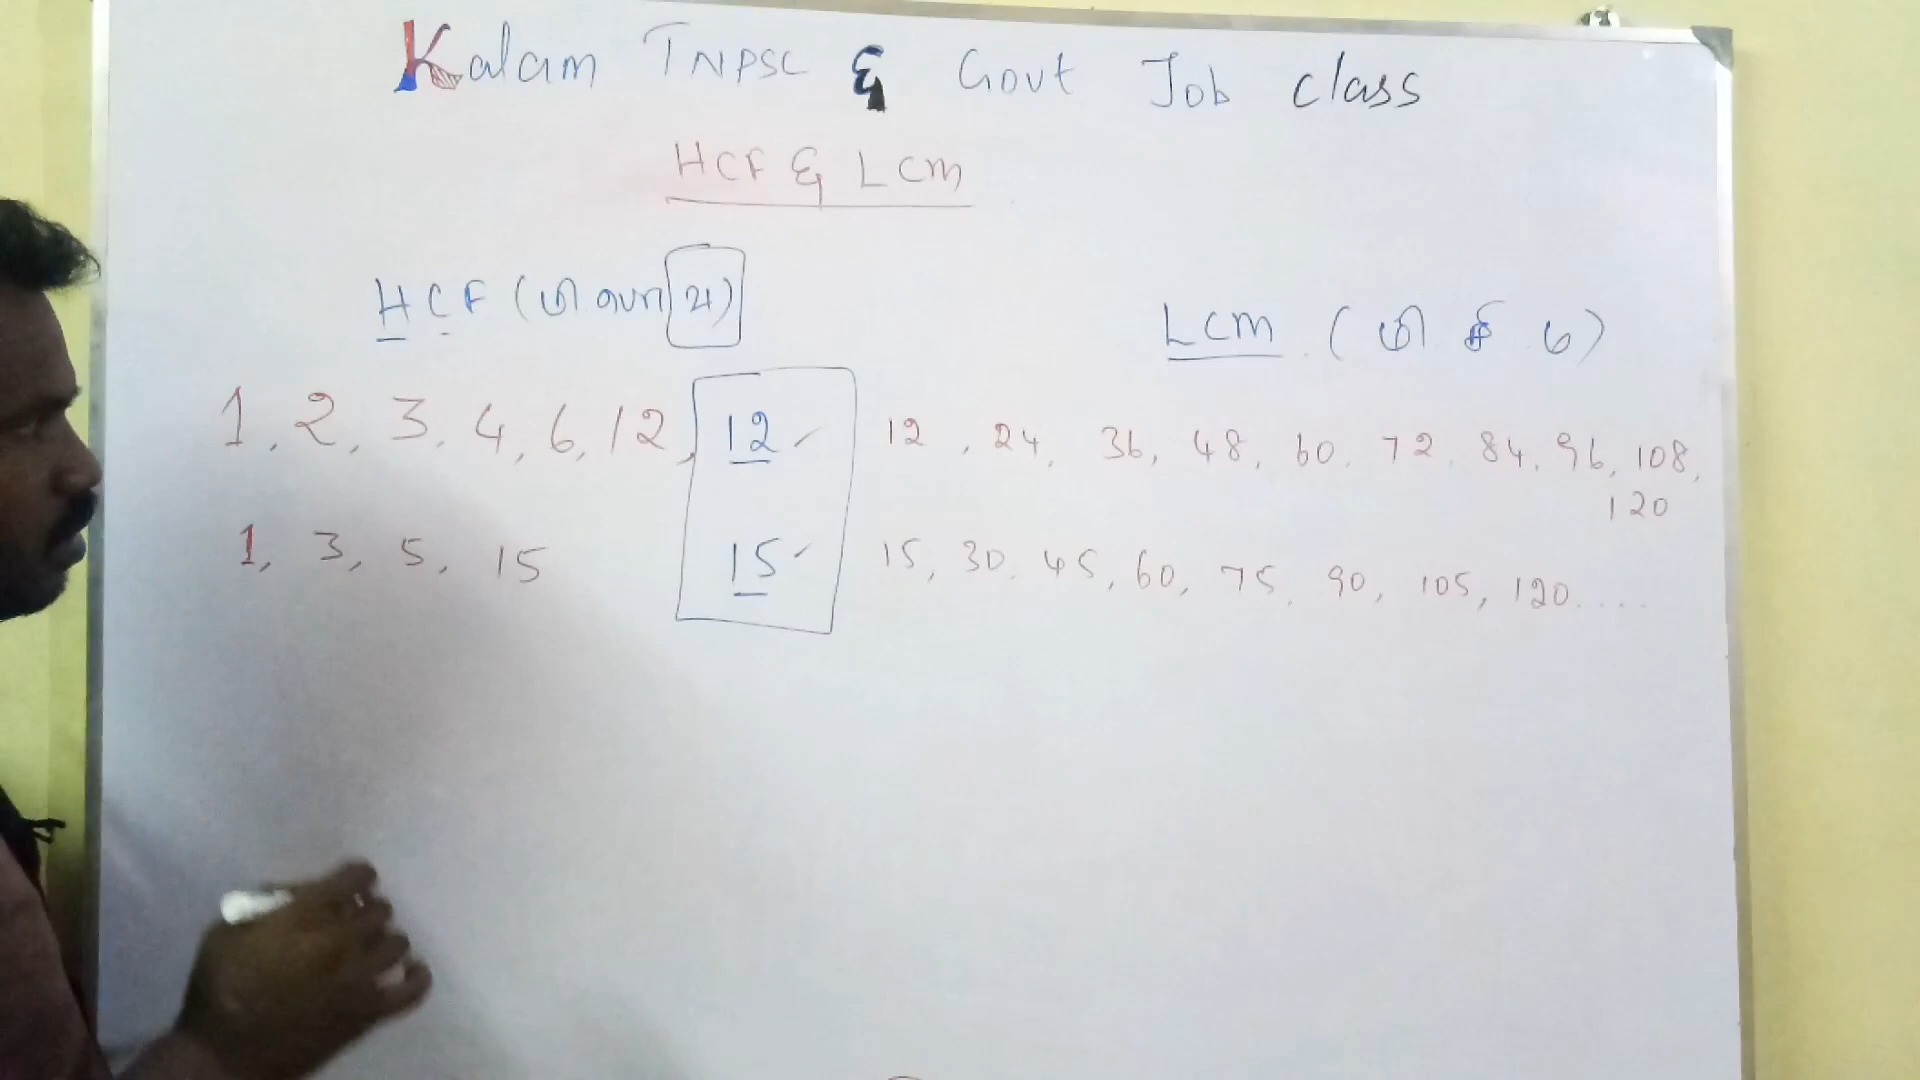 Kalam TNPSC & Govt Job class
HCF & LCM
HCF (மீ பொ வ)
LCM (மீ சி ம)
1, 2, 3, 4, 6, 12, 12 12, 24, 36, 48, 60, 72, 84, 96, 108,
120
1, 3, 5, 15 15 15, 30, 45, 60, 75, 90, 105, 120....